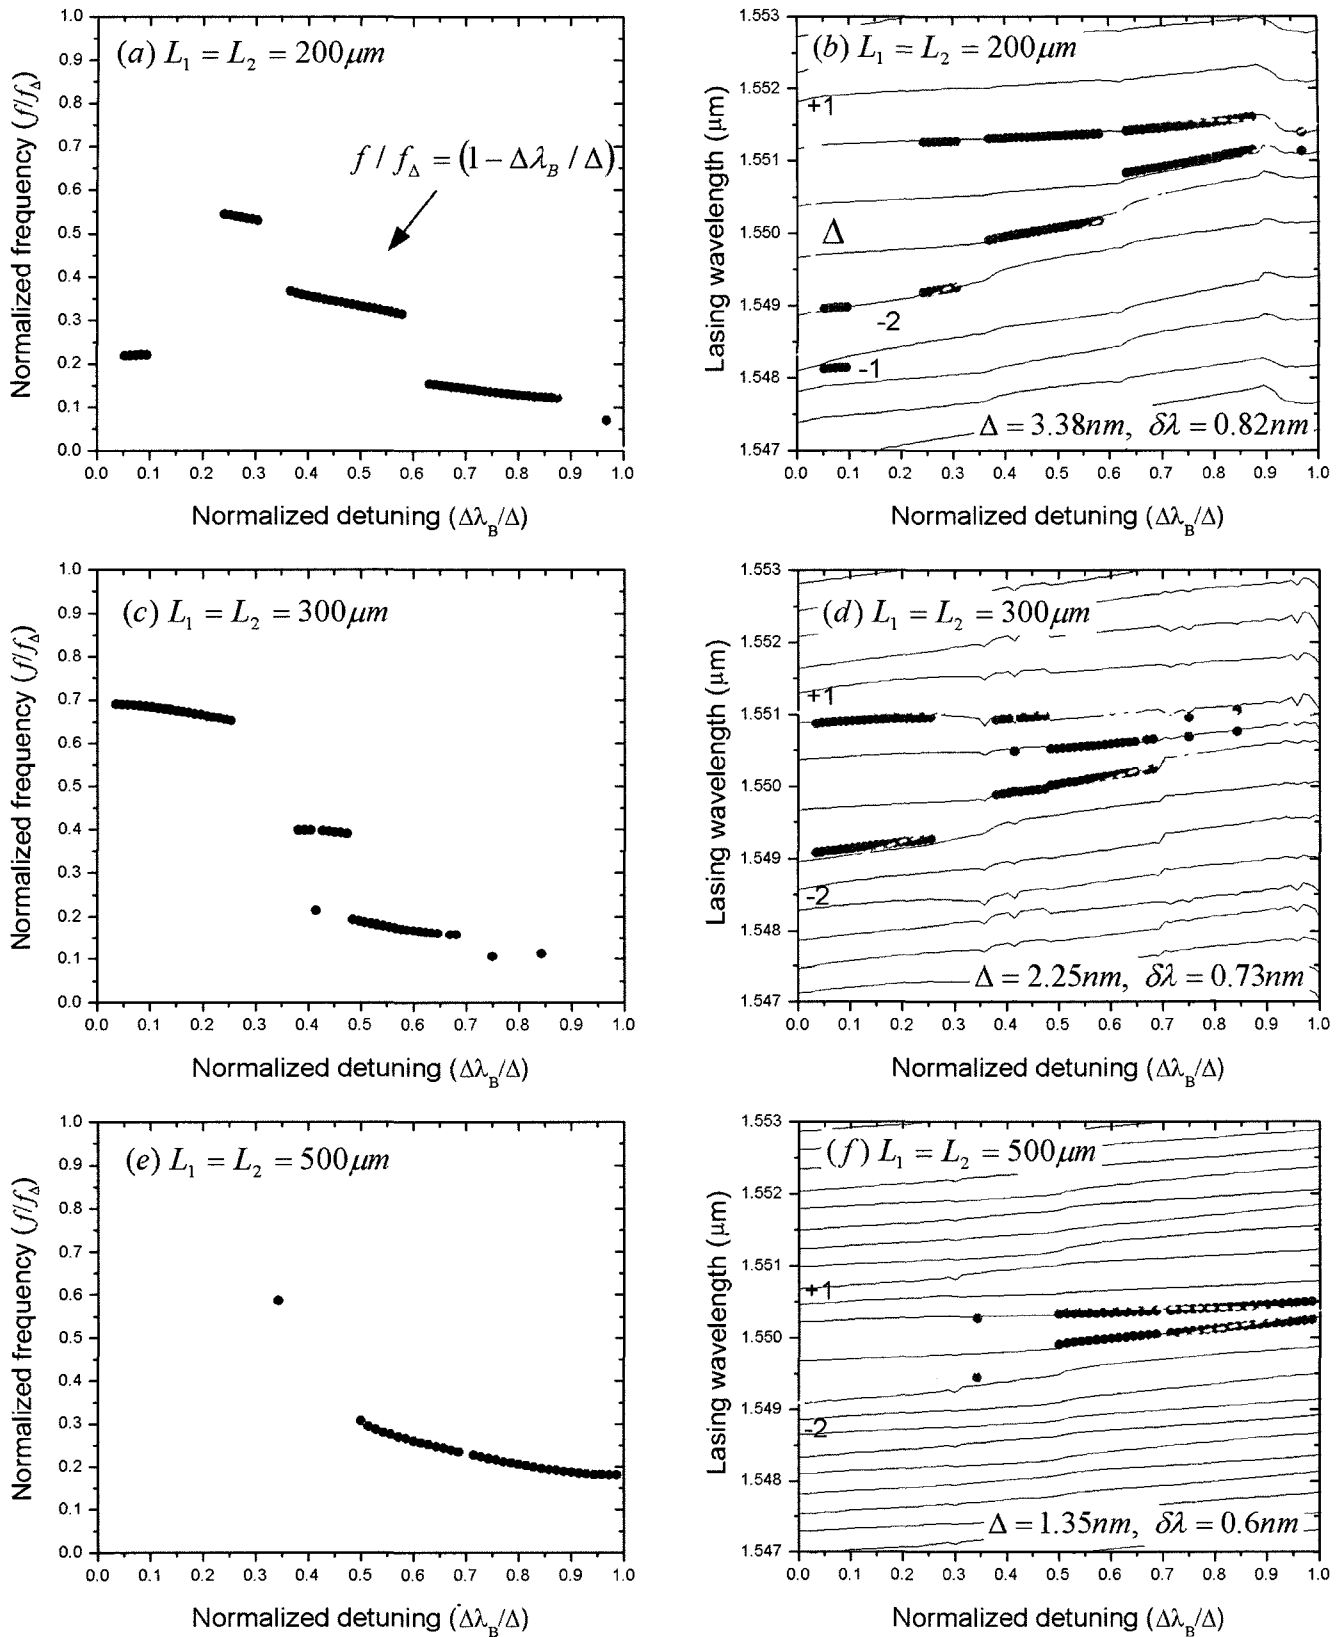 (a) L₁ = L₂ = 200μm
f / f_Δ = (1 − Δλ_B / Δ)
Normalized frequency (f/f_Δ)
1.0
0.9
0.8
0.7
0.6
0.5
0.4
0.3
0.2
0.1
0.0
0.0 0.1 0.2 0.3 0.4 0.5 0.6 0.7 0.8 0.9 1.0
Normalized detuning (Δλ_B/Δ)
(b) L₁ = L₂ = 200μm
+1
Δ
-2
-1
Δ = 3.38nm, δλ = 0.82nm
Lasing wavelength (μm)
1.553
1.552
1.551
1.550
1.549
1.548
1.547
0.0 0.1 0.2 0.3 0.4 0.5 0.6 0.7 0.8 0.9 1.0
Normalized detuning (Δλ_B/Δ)
(c) L₁ = L₂ = 300μm
Normalized frequency (f/f_Δ)
1.0
0.9
0.8
0.7
0.6
0.5
0.4
0.3
0.2
0.1
0.0
0.0 0.1 0.2 0.3 0.4 0.5 0.6 0.7 0.8 0.9 1.0
Normalized detuning (Δλ_B/Δ)
(d) L₁ = L₂ = 300μm
+1
-2
Δ = 2.25nm, δλ = 0.73nm
Lasing wavelength (μm)
1.553
1.552
1.551
1.550
1.549
1.548
1.547
0.0 0.1 0.2 0.3 0.4 0.5 0.6 0.7 0.8 0.9 1.0
Normalized detuning (Δλ_B/Δ)
(e) L₁ = L₂ = 500μm
Normalized frequency (f/f_Δ)
1.0
0.9
0.8
0.7
0.6
0.5
0.4
0.3
0.2
0.1
0.0
0.0 0.1 0.2 0.3 0.4 0.5 0.6 0.7 0.8 0.9 1.0
Normalized detuning (Δλ_B/Δ)
(f) L₁ = L₂ = 500μm
+1
-2
Δ = 1.35nm, δλ = 0.6nm
Lasing wavelength (μm)
1.553
1.552
1.551
1.550
1.549
1.548
1.547
0.0 0.1 0.2 0.3 0.4 0.5 0.6 0.7 0.8 0.9 1.0
Normalized detuning (Δλ_B/Δ)